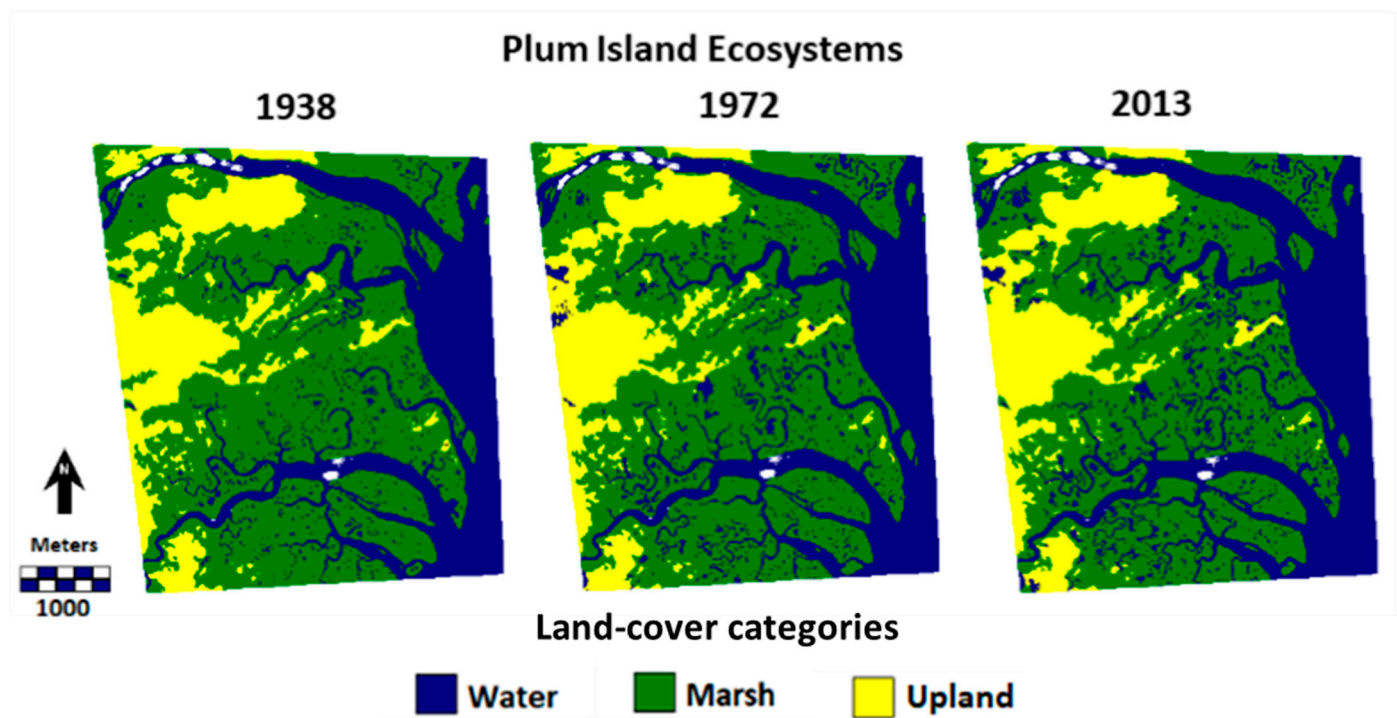 Plum Island Ecosystems
1938 1972 2013
N
Meters
1000
Land-cover categories
Water Marsh Upland